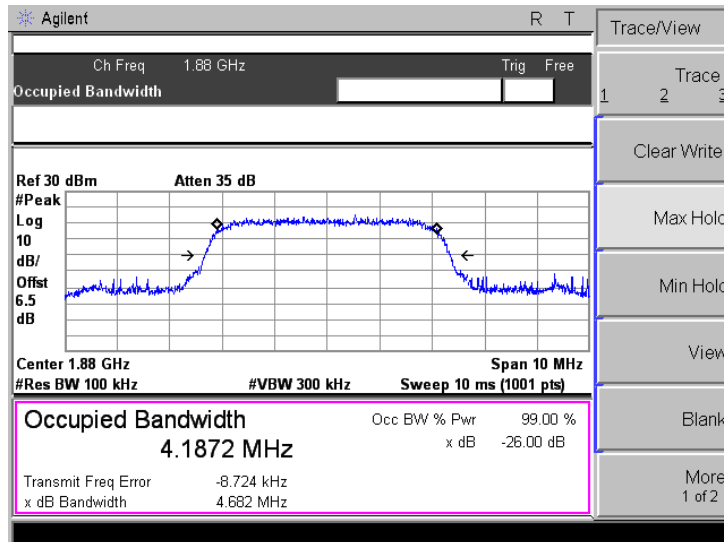 Agilent R T
Ch Freq 1.88 GHz Trig Free
Occupied Bandwidth
Ref 30 dBm Atten 35 dB
#Peak
Log
10
dB/
Offst
6.5
dB
Center 1.88 GHz Span 10 MHz
#Res BW 100 kHz #VBW 300 kHz Sweep 10 ms (1001 pts)
Occupied Bandwidth Occ BW % Pwr 99.00 %
4.1872 MHz x dB -26.00 dB
Transmit Freq Error -8.724 kHz
x dB Bandwidth 4.682 MHz
Trace/View
Trace
1 2 3
Clear Write
Max Hold
Min Hold
View
Blank
More
1 of 2